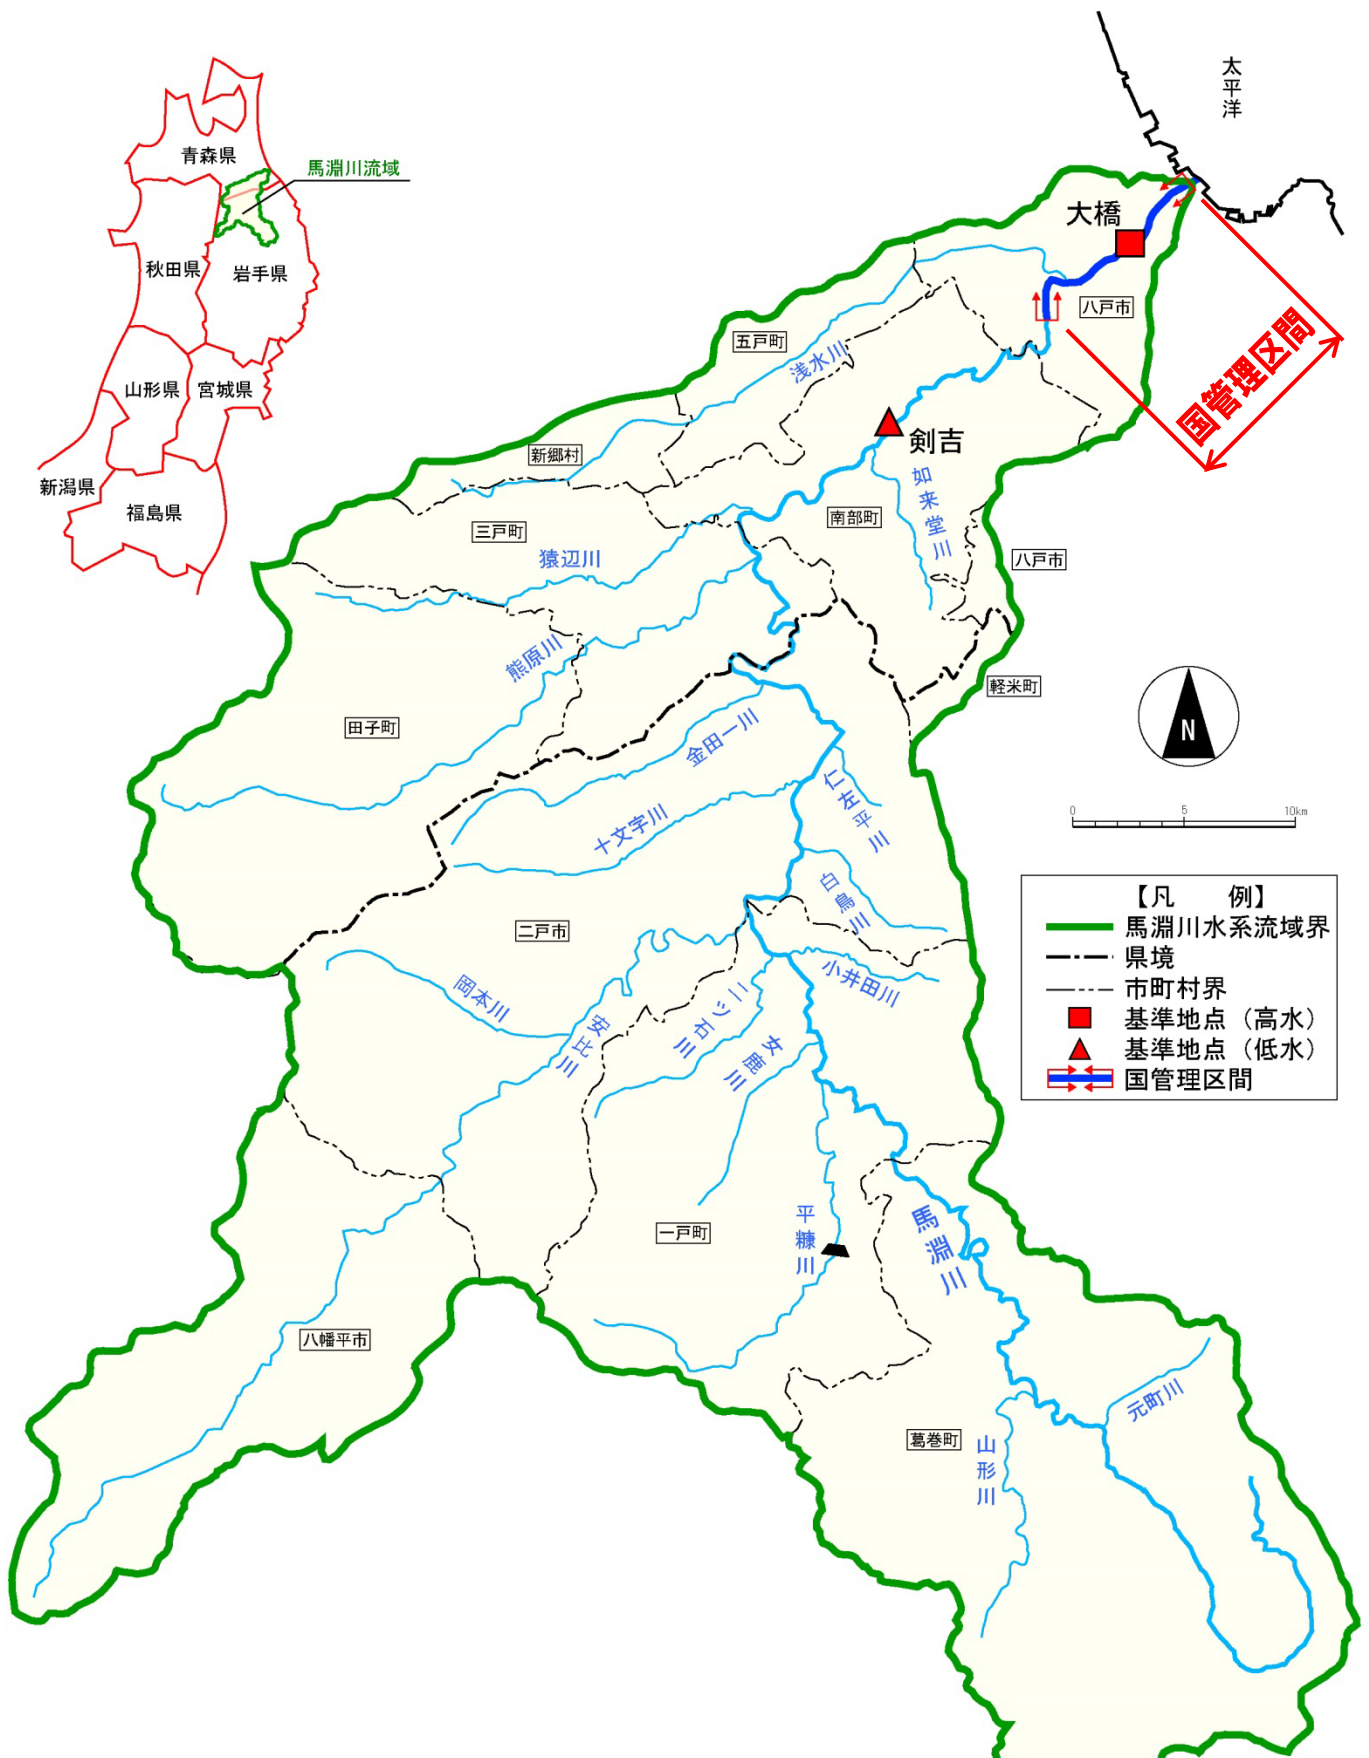 太平洋
青森県
馬淵川流域
秋田県
岩手県
山形県
宮城県
新潟県
福島県
大橋
八戸市
国管理区間
五戸町
浅水川
剣吉
新郷村
如来堂川
三戸町
南部町
猿辺川
八戸市
熊原川
軽米町
田子町
金田一川
N
仁左平川
十文字川
0 5 10km
白鳥川
二戸市
小井田川
岡本川
安比川
二ツ石川
女鹿川
【凡 例】
馬淵川水系流域界
県境
市町村界
基準地点（高水）
基準地点（低水）
国管理区間
平糠川
馬淵川
一戸町
八幡平市
元町川
葛巻町
山形川